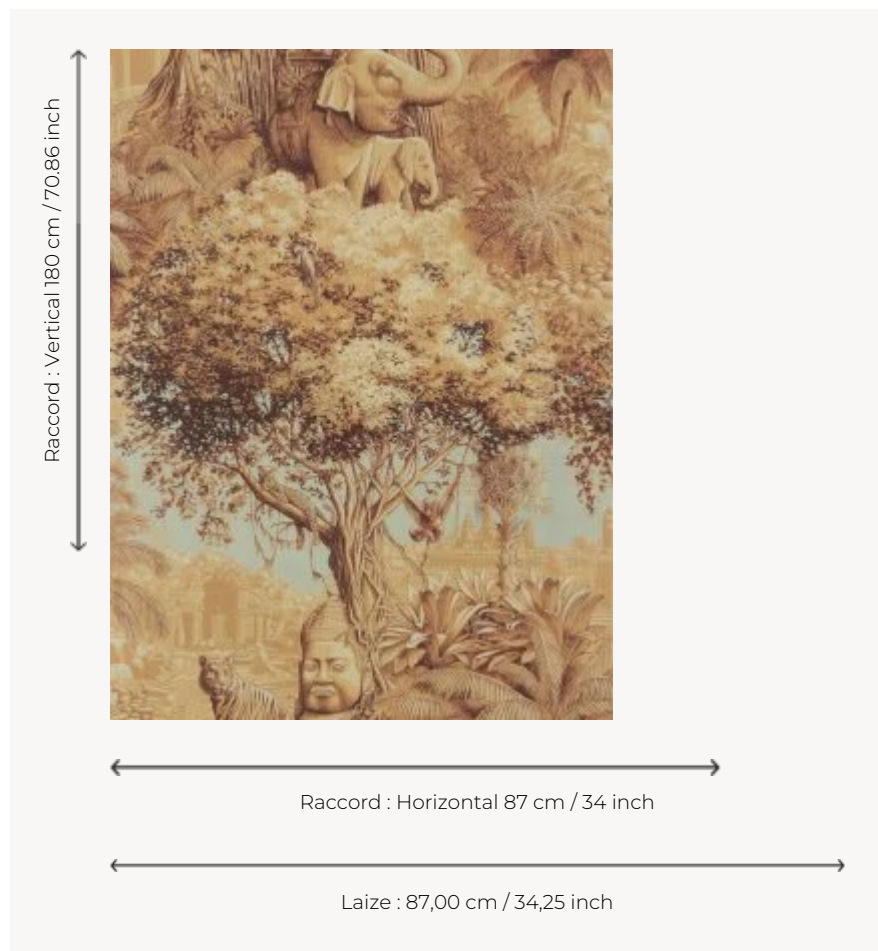 Raccord : Vertical 180 cm / 70.86 inch
Raccord : Horizontal 87 cm / 34 inch
Laize : 87,00 cm / 34,25 inch